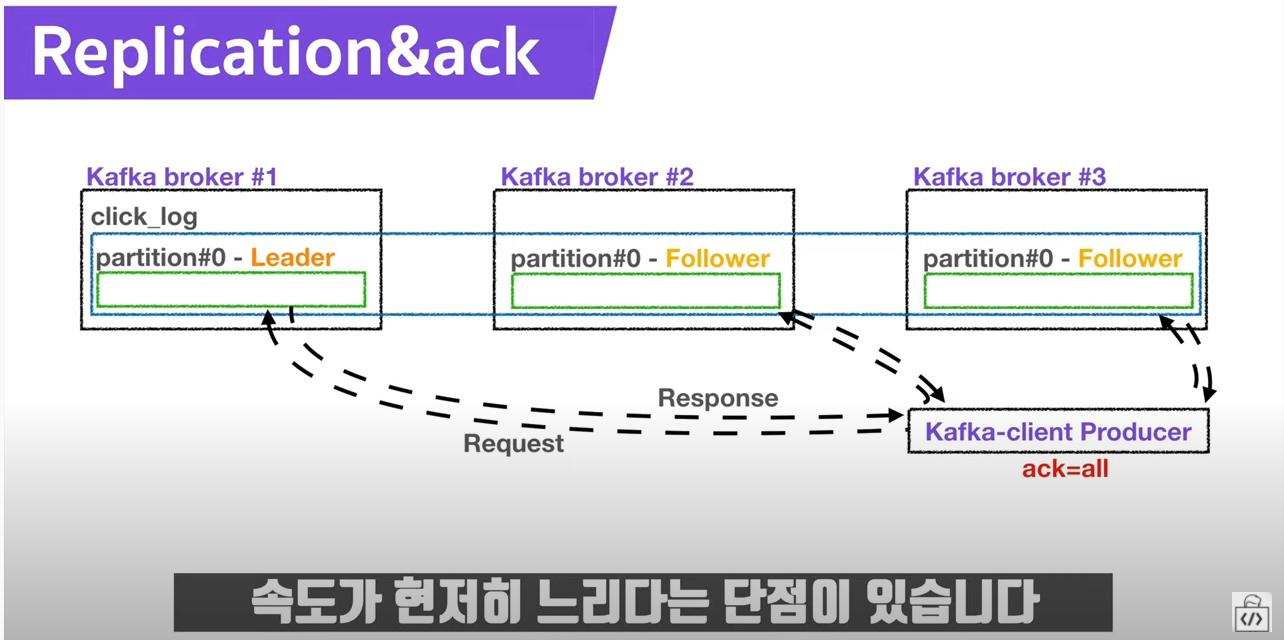 Replication&ack
Kafka broker #1
Kafka broker #2
Kafka broker #3
click_log
partition#0 - Leader
partition#0 - Follower
partition#0 - Follower
Response
Request
Kafka-client Producer
ack=all
속도가 현저히 느리다는 단점이 있습니다